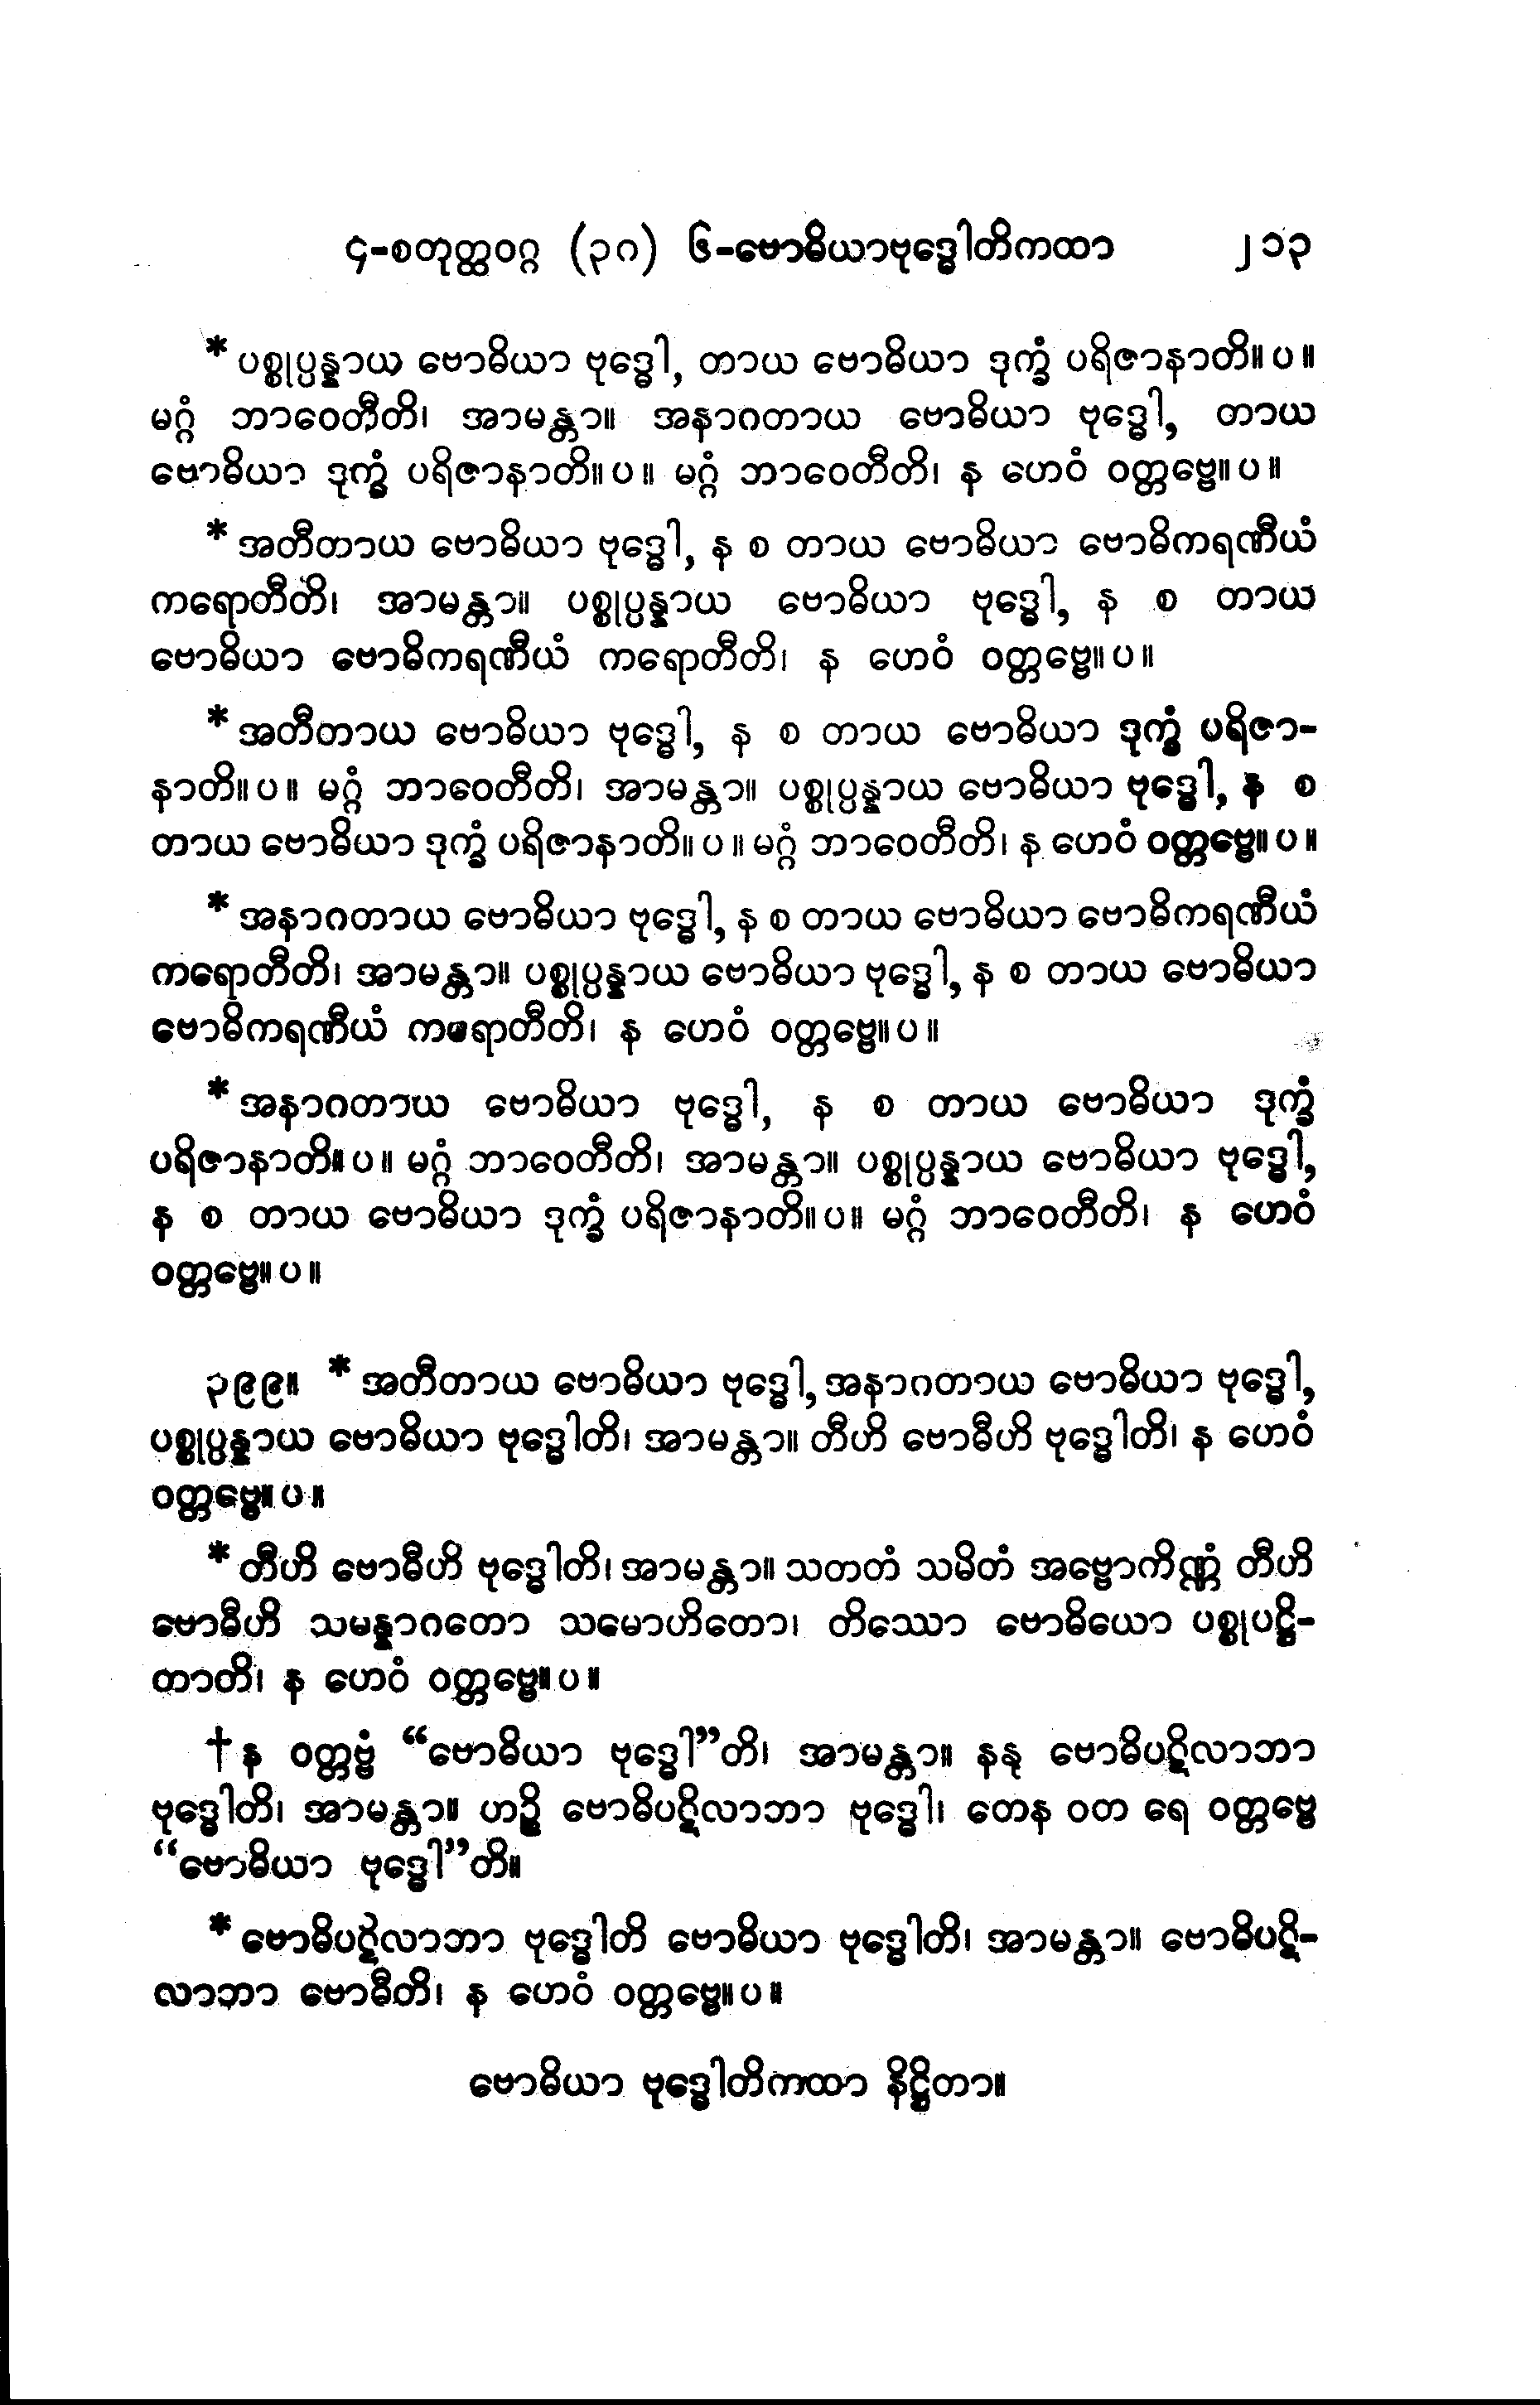 ၄-စတုတ္ထဝဂ္ဂ (၃၈) ၆-ဗောဓိယာဗုဒ္ဓေါတိကထာ ၂၁၃
* ပစ္စုပ္ပန္နာယ ဗောဓိယာ ဗုဒ္ဓေါ, တာယ ဗောဓိယာ ဒုက္ခံ ပရိဇာနာတိ။ ပ ။
မဂ္ဂံ ဘာဝေတီတိ၊ အာမန္တာ။ အနာဂတာယ ဗောဓိယာ ဗုဒ္ဓေါ, တာယ
ဗောဓိယာ ဒုက္ခံ ပရိဇာနာတိ။ ပ ။ မဂ္ဂံ ဘာဝေတီတိ၊ န ဟေဝံ ဝတ္တဗ္ဗေ။ ပ ။
* အတီတာယ ဗောဓိယာ ဗုဒ္ဓေါ, န စ တာယ ဗောဓိယာ ဗောဓိကရဏီယံ
ကရောတီတိ၊ အာမန္တာ။ ပစ္စုပ္ပန္နာယ ဗောဓိယာ ဗုဒ္ဓေါ, န စ တာယ
ဗောဓိယာ ဗောဓိကရဏီယံ ကရောတီတိ၊ န ဟေဝံ ဝတ္တဗ္ဗေ။ ပ ။
* အတီတာယ ဗောဓိယာ ဗုဒ္ဓေါ, န စ တာယ ဗောဓိယာ ဒုက္ခံ ပရိဇာ-
နာတိ။ ပ ။ မဂ္ဂံ ဘာဝေတီတိ၊ အာမန္တာ။ ပစ္စုပ္ပန္နာယ ဗောဓိယာ ဗုဒ္ဓေါ, န စ
တာယ ဗောဓိယာ ဒုက္ခံ ပရိဇာနာတိ။ ပ ။ မဂ္ဂံ ဘာဝေတီတိ၊ န ဟေဝံ ဝတ္တဗ္ဗေ။ ပ ။
* အနာဂတာယ ဗောဓိယာ ဗုဒ္ဓေါ, န စ တာယ ဗောဓိယာ ဗောဓိကရဏီယံ
ကရောတီတိ၊ အာမန္တာ။ ပစ္စုပ္ပန္နာယ ဗောဓိယာ ဗုဒ္ဓေါ, န စ တာယ ဗောဓိယာ
ဗောဓိကရဏီယံ ကရောတီတိ၊ န ဟေဝံ ဝတ္တဗ္ဗေ။ ပ ။
* အနာဂတာယ ဗောဓိယာ ဗုဒ္ဓေါ, န စ တာယ ဗောဓိယာ ဒုက္ခံ
ပရိဇာနာတိ။ ပ ။ မဂ္ဂံ ဘာဝေတီတိ၊ အာမန္တာ။ ပစ္စုပ္ပန္နာယ ဗောဓိယာ ဗုဒ္ဓေါ,
န စ တာယ ဗောဓိယာ ဒုက္ခံ ပရိဇာနာတိ။ ပ ။ မဂ္ဂံ ဘာဝေတီတိ၊ န ဟေဝံ
ဝတ္တဗ္ဗေ။ ပ ။
၃၉၉။ * အတီတာယ ဗောဓိယာ ဗုဒ္ဓေါ, အနာဂတာယ ဗောဓိယာ ဗုဒ္ဓေါ,
ပစ္စုပ္ပန္နာယ ဗောဓိယာ ဗုဒ္ဓေါတိ၊ အာမန္တာ။ တီဟိ ဗောဓီဟိ ဗုဒ္ဓေါတိ၊ န ဟေဝံ
ဝတ္တဗ္ဗေ။ ပ ။
* တီဟိ ဗောဓီဟိ ဗုဒ္ဓေါတိ၊ အာမန္တာ။ သတတံ သမိတံ အဗ္ဗောကိဏ္ဏံ တီဟိ
ဗောဓီဟိ သမန္နာဂတော သမောဟိတော၊ တိဿော ဗောဓိယော ပစ္စုပဋ္ဌိ-
တာတိ၊ န ဟေဝံ ဝတ္တဗ္ဗေ။ ပ ။
† န ဝတ္တဗ္ဗံ “ဗောဓိယာ ဗုဒ္ဓေါ”တိ၊ အာမန္တာ။ နနု ဗောဓိပဋိလာဘာ
ဗုဒ္ဓေါတိ၊ အာမန္တာ။ ဟဉ္စိ ဗောဓိပဋိလာဘာ ဗုဒ္ဓေါ၊ တေန ဝတ ရေ ဝတ္တဗ္ဗေ
“ဗောဓိယာ ဗုဒ္ဓေါ”တိ။
* ဗောဓိပဋိလာဘာ ဗုဒ္ဓေါတိ ဗောဓိယာ ဗုဒ္ဓေါတိ၊ အာမန္တာ။ ဗောဓိပဋိ-
လာဘာ ဗောဓီတိ၊ န ဟေဝံ ဝတ္တဗ္ဗေ။ ပ ။
ဗောဓိယာ ဗုဒ္ဓေါတိကထာ နိဋ္ဌိတာ။